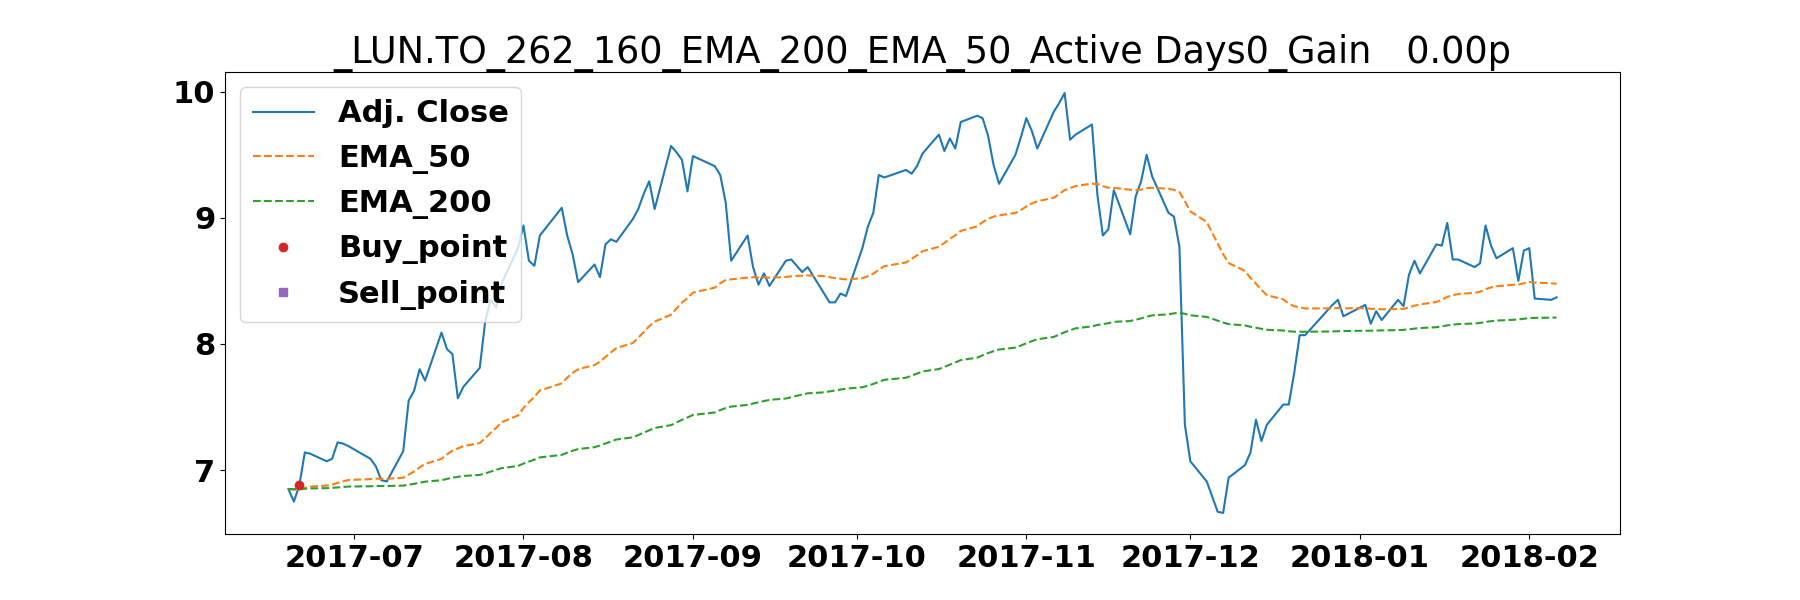 _LUN.TO_262_160_EMA_200_EMA_50_Active Days0_Gain   0.00p
10
9
8
7
Adj. Close
EMA_50
EMA_200
Buy_point
Sell_point
2017-07 2017-08 2017-09 2017-10 2017-11 2017-12 2018-01 2018-02